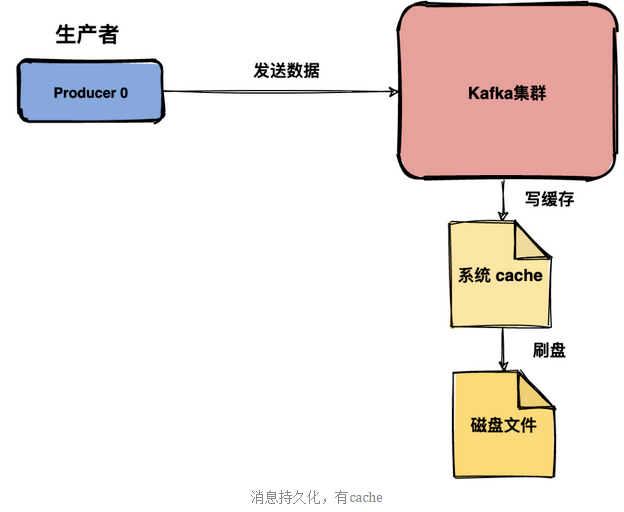 生产者
Producer 0
发送数据
Kafka集群
写缓存
系统 cache
刷盘
磁盘文件
消息持久化，有cache